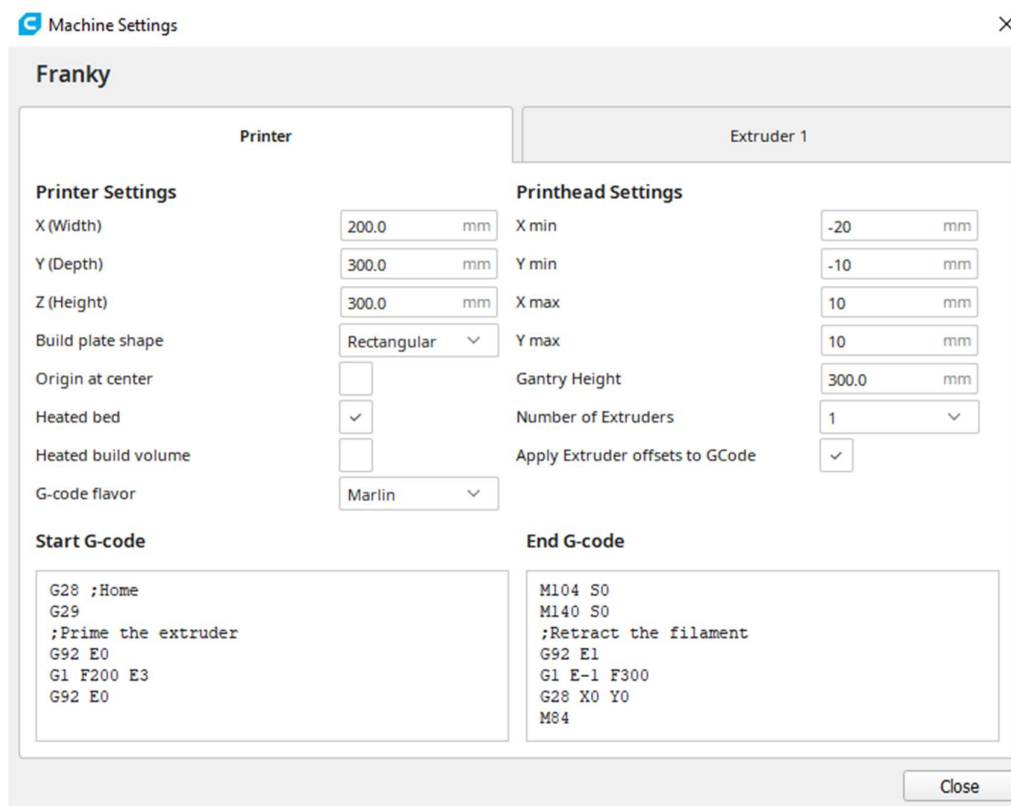 Machine Settings
Franky
Printer
Extruder 1
Printer Settings
X (Width) 200.0 mm
Y (Depth) 300.0 mm
Z (Height) 300.0 mm
Build plate shape Rectangular
Origin at center
Heated bed
Heated build volume
G-code flavor Marlin
Printhead Settings
X min -20 mm
Y min -10 mm
X max 10 mm
Y max 10 mm
Gantry Height 300.0 mm
Number of Extruders 1
Apply Extruder offsets to GCode
Start G-code
G28 ;Home
G29
;Prime the extruder
G92 E0
G1 F200 E3
G92 E0
End G-code
M104 S0
M140 S0
;Retract the filament
G92 E1
G1 E-1 F300
G28 X0 Y0
M84
Close